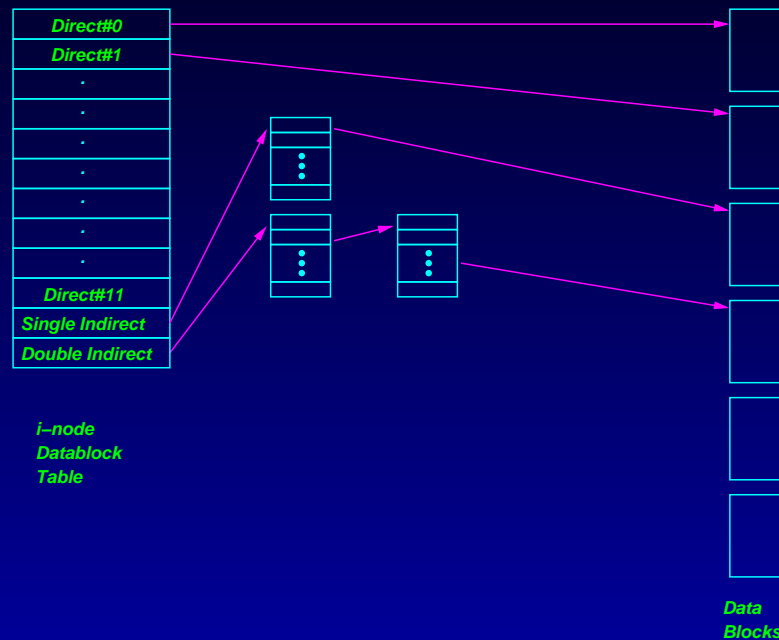 Direct#0
Direct#1
.
.
.
.
.
.
.
Direct#11
Single Indirect
Double Indirect
i–node
Datablock
Table
Data
Blocks